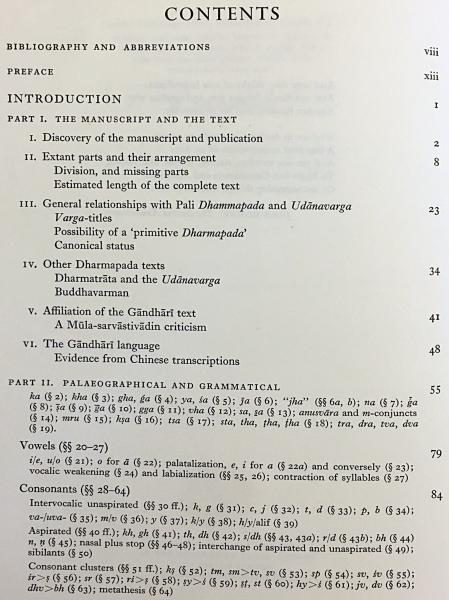 CONTENTS
BIBLIOGRAPHY AND ABBREVIATIONS viii
PREFACE xiii
INTRODUCTION 1
PART I. THE MANUSCRIPT AND THE TEXT
I. Discovery of the manuscript and publication 2
II. Extant parts and their arrangement 8
Division, and missing parts
Estimated length of the complete text
III. General relationships with Pali Dhammapada and Udānavarga 23
Varga-titles
Possibility of a 'primitive Dharmapada'
Canonical status
IV. Other Dharmapada texts 34
Dharmatrāta and the Udānavarga
Buddhavarman
V. Affiliation of the Gāndhārī text 41
A Mūla-sarvāstivādin criticism
VI. The Gāndhārī language 48
Evidence from Chinese transcriptions
PART II. PALAEOGRAPHICAL AND GRAMMATICAL 55
ka (§ 2); kha (§ 3); gha, ǵa (§ 4); ya, śa (§ 5); ja (§ 6); "jha" (§§ 6a, b); na (§ 7);
(§ 8); (§ 9); (§ 10); gga (§ 11); vha (§ 12); sa, ṣa (§ 13); anusvāra and m-conjuncts
(§ 14); mru (§ 15); kṣa (§ 16); tsa (§ 17); sta, tha, ṭha, (§ 18); tra, dra, tva, dva
(§ 19).
Vowels (§§ 20–27) 79
i/e, u/o (§ 21); o for ā (§ 22); palatalization, e, i for a (§ 22a) and conversely (§ 23);
vocalic weakening (§ 24) and labialization (§§ 25, 26); contraction of syllables (§ 27)
Consonants (§§ 28–64) 84
Intervocalic unaspirated (§§ 30 ff.); k, g (§ 31); c, j (§ 32); t, d (§ 33); p, b (§ 34);
va-/uva- (§ 35); m/v (§ 36); y (§ 37); k/y (§ 38); h/y/alif (§ 39)
Aspirated (§§ 40 ff.); kh, gh (§ 41); th, dh (§ 42); s/dh (§§ 43, 43a); r/d (§ 43b); bh (§ 44)
n, ṇ (§ 45); nasal plus stop (§§ 46–48); interchange of aspirated and unaspirated (§ 49);
sibilants (§ 50)
Consonant clusters (§§ 51 ff.); kṣ (§ 52); tm, sm>tv, sv (§ 53); sp (§ 54); sv, śv (§ 55);
ir>ṣ (§ 56); sr (§ 57); ri>ṣ (§ 58); ṣy>i (§ 59); ṣṭ, st (§ 60); hy>i (§ 61); jv, dv (§ 62);
dhv>bh (§ 63); metathesis (§ 64)